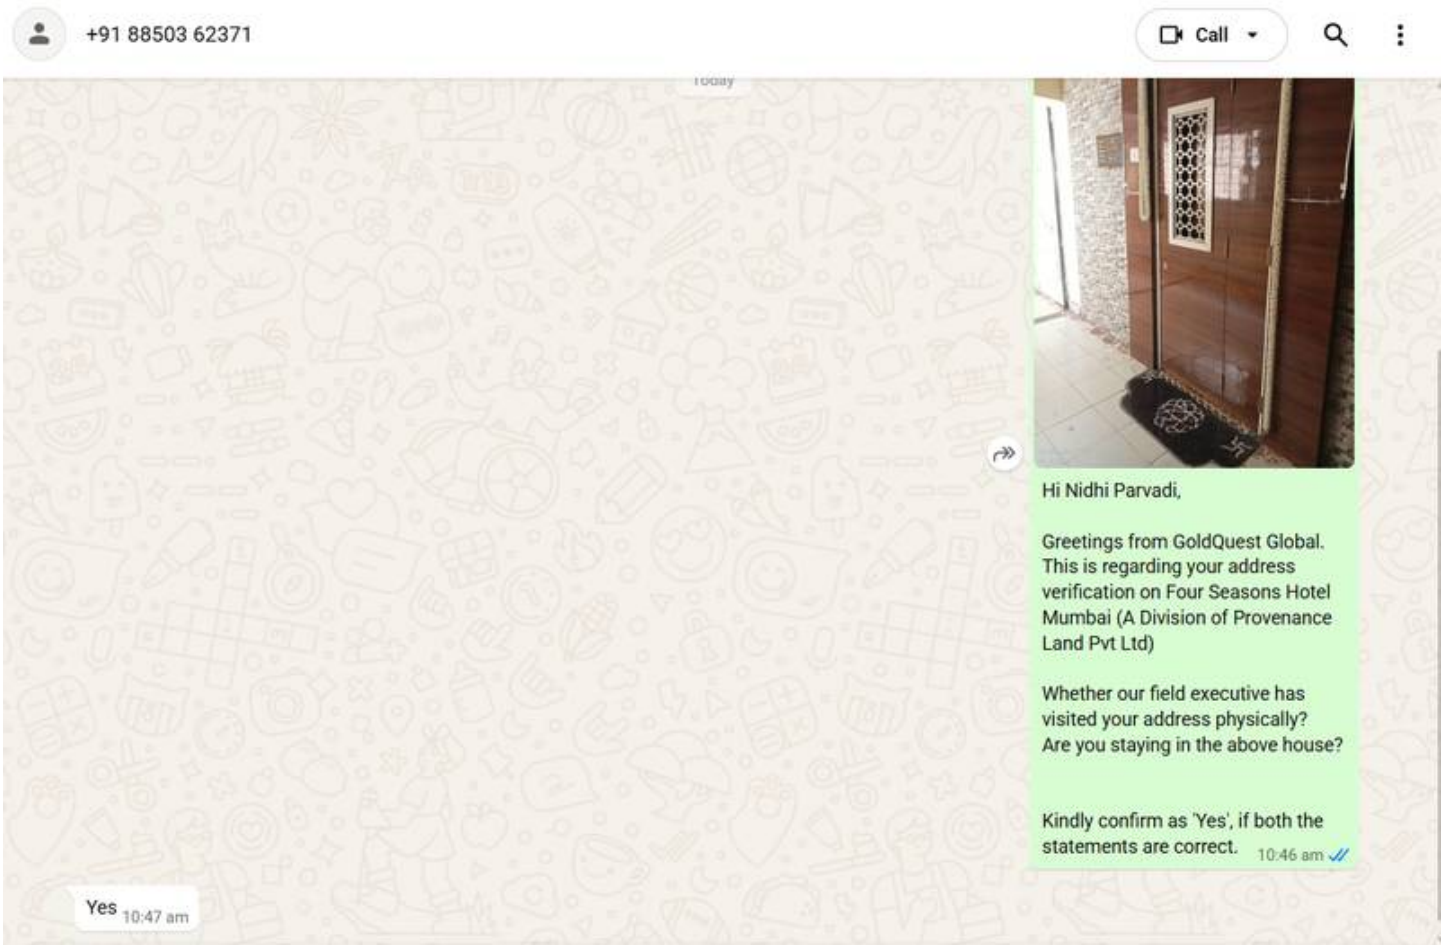 +91 88503 62371
Call
Today
Hi Nidhi Parvadi,
Greetings from GoldQuest Global.
This is regarding your address
verification on Four Seasons Hotel
Mumbai (A Division of Provenance
Land Pvt Ltd)
Whether our field executive has
visited your address physically?
Are you staying in the above house?
Kindly confirm as 'Yes', if both the
statements are correct. 10:46 am
Yes 10:47 am